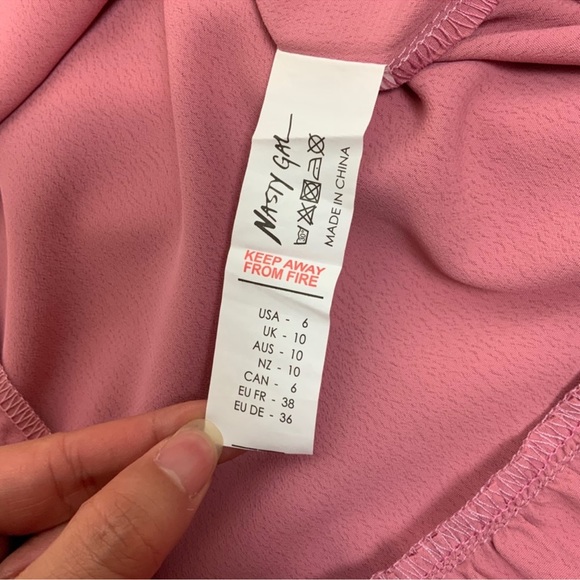 NASTY GAL
MADE IN CHINA
KEEP AWAY
FROM FIRE
USA - 6
UK - 10
AUS - 10
NZ - 10
CAN - 6
EU FR - 38
EU DE - 36